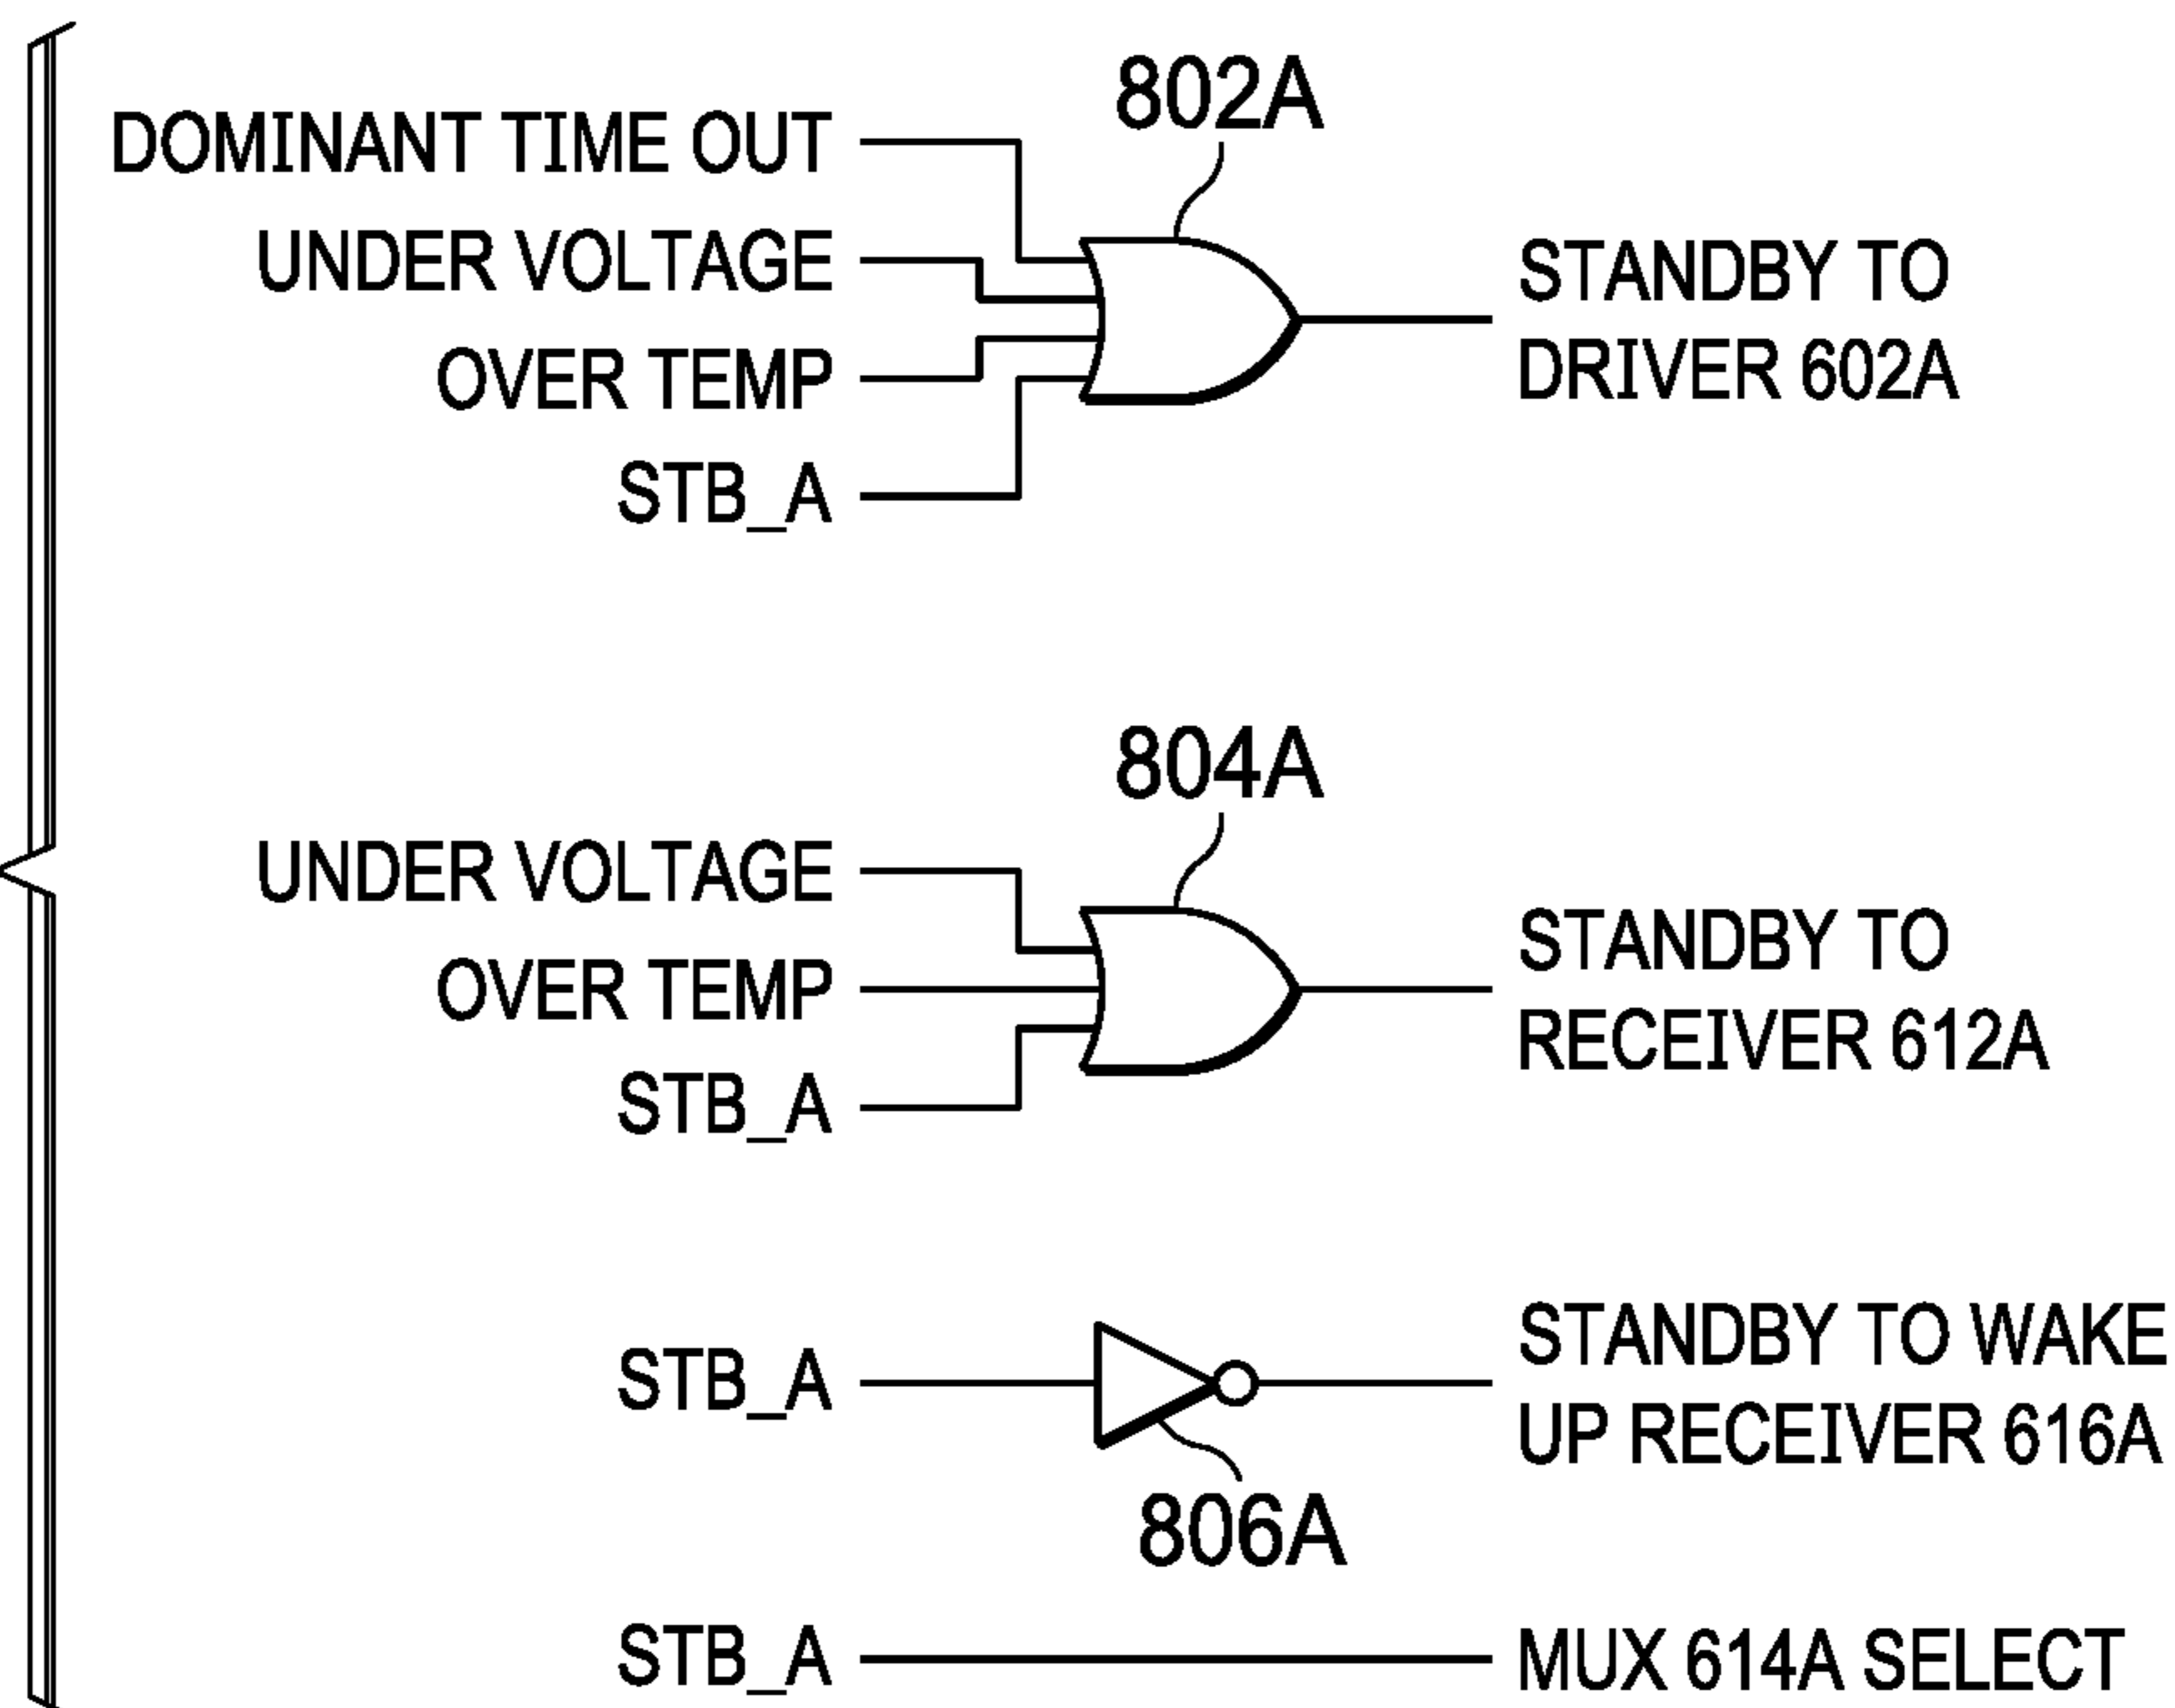 802A
DOMINANT TIME OUT
UNDER VOLTAGE
OVER TEMP
STB_A
STANDBY TO
DRIVER 602A
804A
UNDER VOLTAGE
OVER TEMP
STB_A
STANDBY TO
RECEIVER 612A
STB_A
STANDBY TO WAKE
UP RECEIVER 616A
806A
STB_A
MUX 614A SELECT